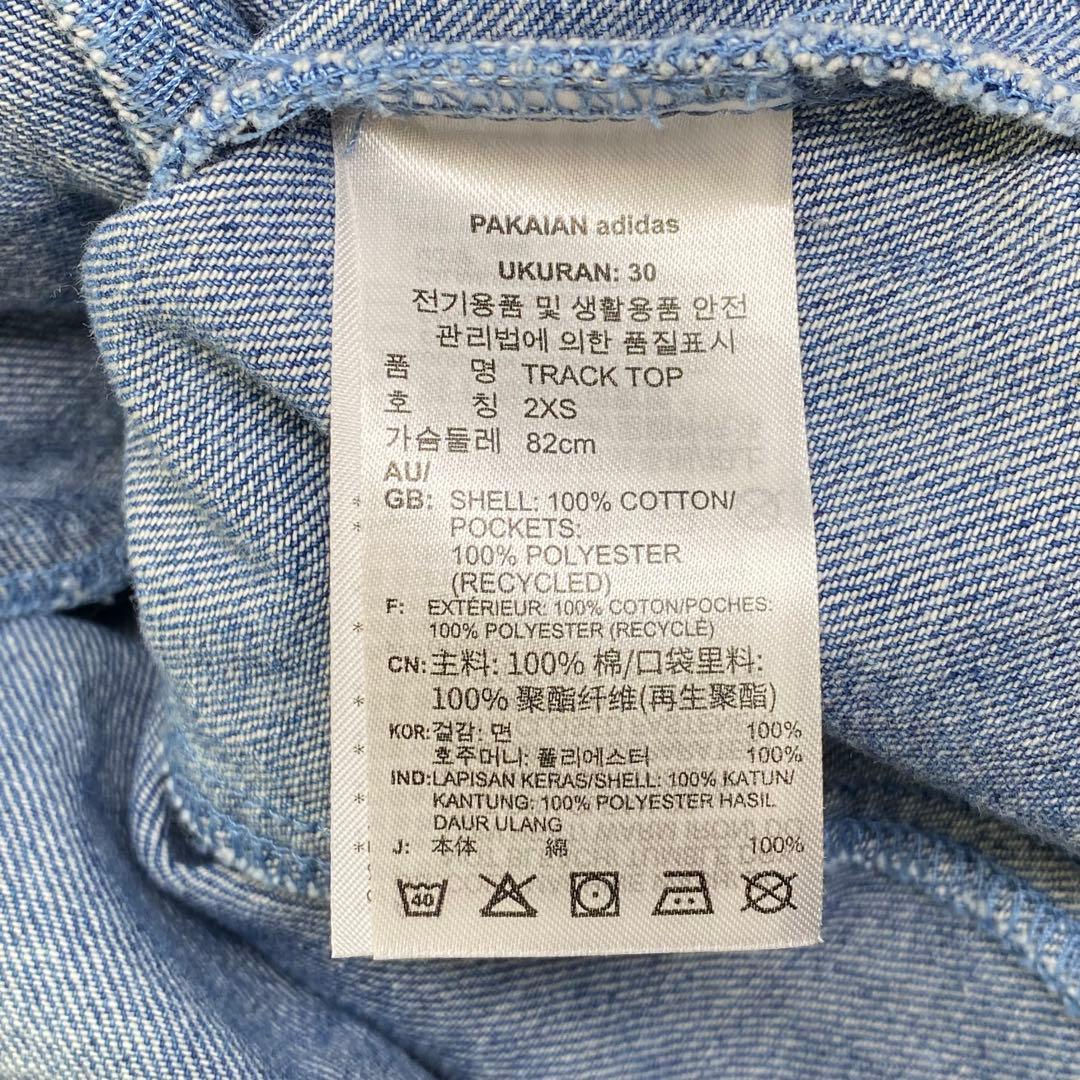 PAKAIAN adidas
UKURAN: 30
전기용품 및 생활용품 안전
관리법에 의한 품질표시
품 명 TRACK TOP
호 칭 2XS
가슴둘레 82cm
AU/
GB: SHELL: 100% COTTON/
POCKETS:
100% POLYESTER
(RECYCLED)
F: EXTÉRIEUR: 100% COTON/POCHES:
100% POLYESTER (RECYCLÉ)
CN: 主料: 100% 棉/口袋里料:
100% 聚酯纤维(再生聚酯)
KOR: 겉감: 면 100%
호주머니: 폴리에스터 100%
IND: LAPISAN KERAS/SHELL: 100% KATUN/
KANTUNG: 100% POLYESTER HASIL
DAUR ULANG
J: 本体 綿 100%
40